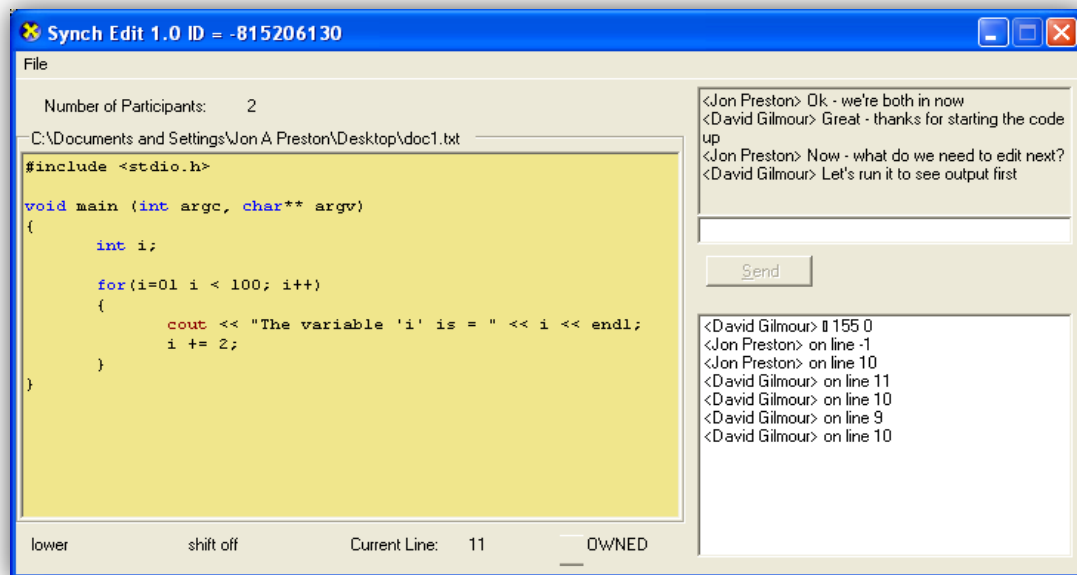 Synch Edit 1.0 ID = -815206130
File
Number of Participants: 2
C:\Documents and Settings\Jon A Preston\Desktop\doc1.txt
#include <stdio.h>
void main (int argc, char** argv)
{
int i;
for(i=01 i < 100; i++)
{
cout << "The variable 'i' is = " << i << endl;
i += 2;
}
}
lower shift off Current Line: 11 OWNED
<Jon Preston> Ok - we're both in now
<David Gilmour> Great - thanks for starting the code
up
<Jon Preston> Now - what do we need to edit next?
<David Gilmour> Let's run it to see output first
Send
<David Gilmour> 155 0
<Jon Preston> on line -1
<Jon Preston> on line 10
<David Gilmour> on line 11
<David Gilmour> on line 10
<David Gilmour> on line 9
<David Gilmour> on line 10